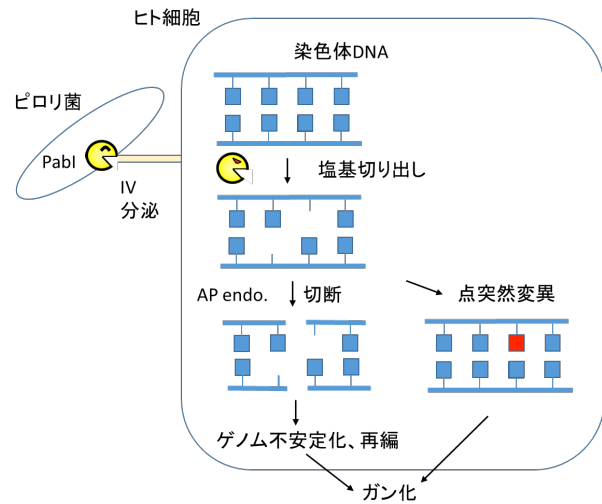 ヒト細胞
染色体DNA
ピロリ菌
PabI
IV
分泌
塩基切り出し
AP endo.
切断
点突然変異
ゲノム不安定化、再編
ガン化